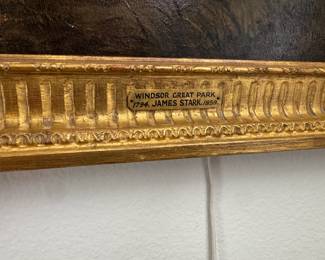 WINDSOR GREAT PARK
1794. JAMES STARK. 1859.